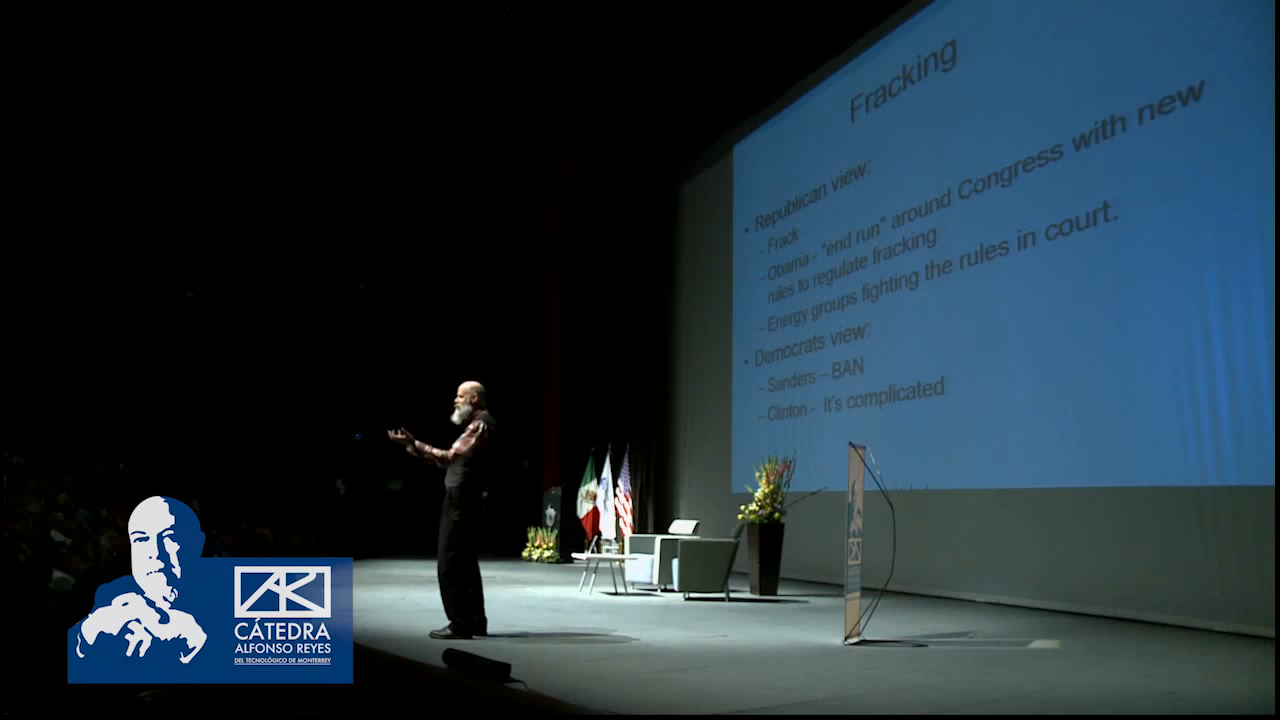 Fracking
• Republican view:
– Frack
– Obama - "end run" around Congress with new
rules to regulate fracking
– Energy groups fighting the rules in court.
• Democrats view:
– Sanders – BAN
– Clinton - It's complicated
AR
CÁTEDRA
ALFONSO REYES
DEL TECNOLÓGICO DE MONTERREY